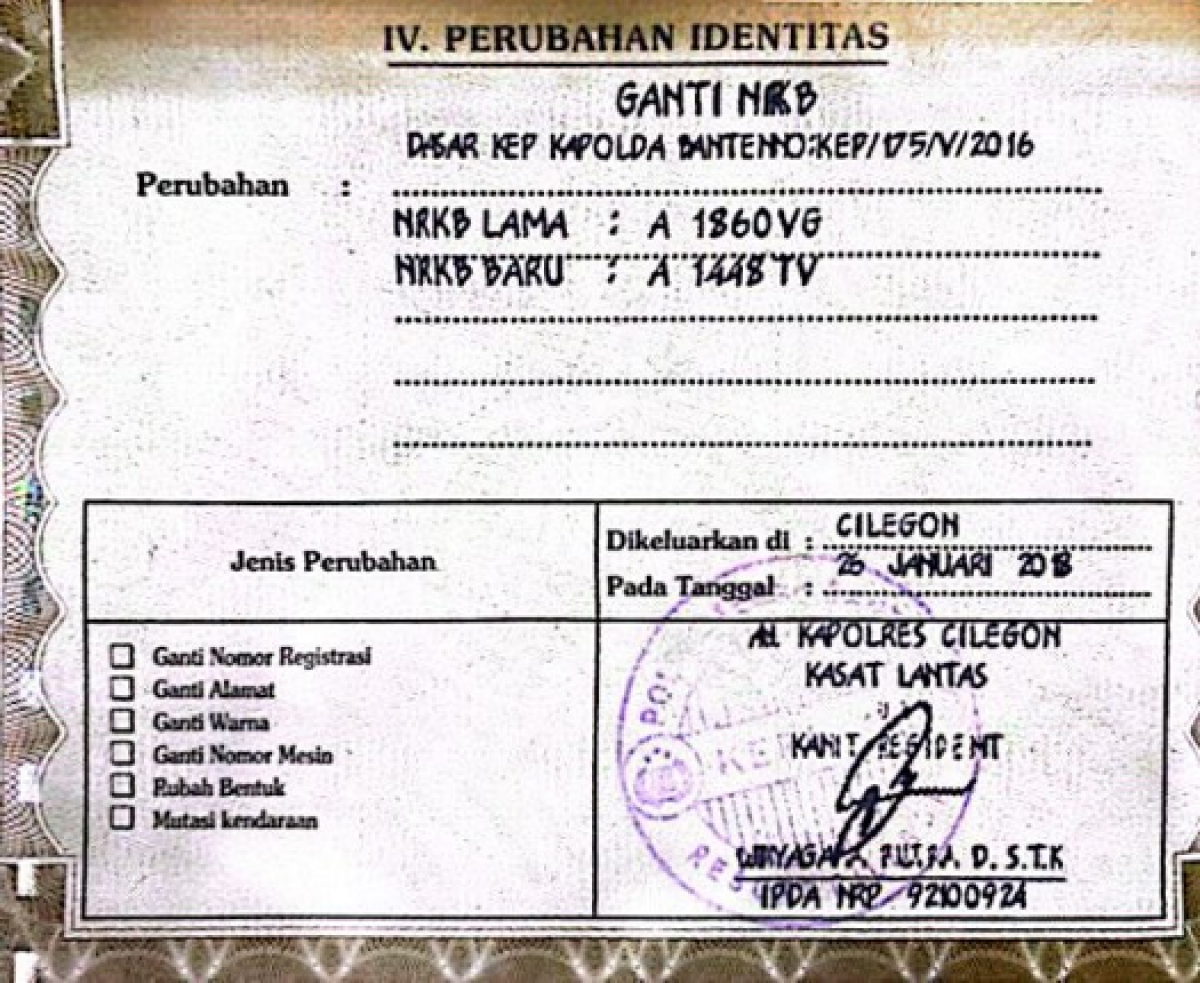 IV. PERUBAHAN IDENTITAS
GANTI NRKB
DASAR KEP KAPOLDA BANTEN NO:KEP/175/V/2016
Perubahan :
NRKB LAMA : A 1860 VG
NRKB BARU : A 1448 TV
Jenis Perubahan
Dikeluarkan di : CILEGON
Pada Tanggal : 26 JANUARI 2018
Ganti Nomor Registrasi
Ganti Alamat
Ganti Warna
Ganti Nomor Mesin
Rubah Bentuk
Mutasi kendaraan
AN. KAPOLRES CILEGON
KASAT LANTAS
KANIT REGIDENT
PUTRA. D. S.T.K
IPDA NRP 92100924